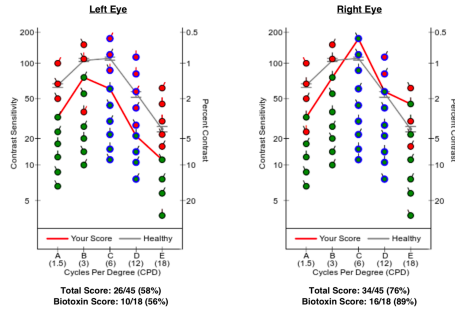 Left Eye
200
100
50
20
10
5
0.5
1
2
5
10
20
Contrast Sensitivity
Percent Contrast
Your Score
Healthy
A B C D E
(1.5) (3) (6) (12) (18)
Cycles Per Degree (CPD)
Total Score: 26/45 (58%)
Biotoxin Score: 10/18 (56%)
Right Eye
200
100
50
20
10
5
0.5
1
2
5
10
20
Contrast Sensitivity
Percent Contrast
Your Score
Healthy
A B C D E
(1.5) (3) (6) (12) (18)
Cycles Per Degree (CPD)
Total Score: 34/45 (76%)
Biotoxin Score: 16/18 (89%)